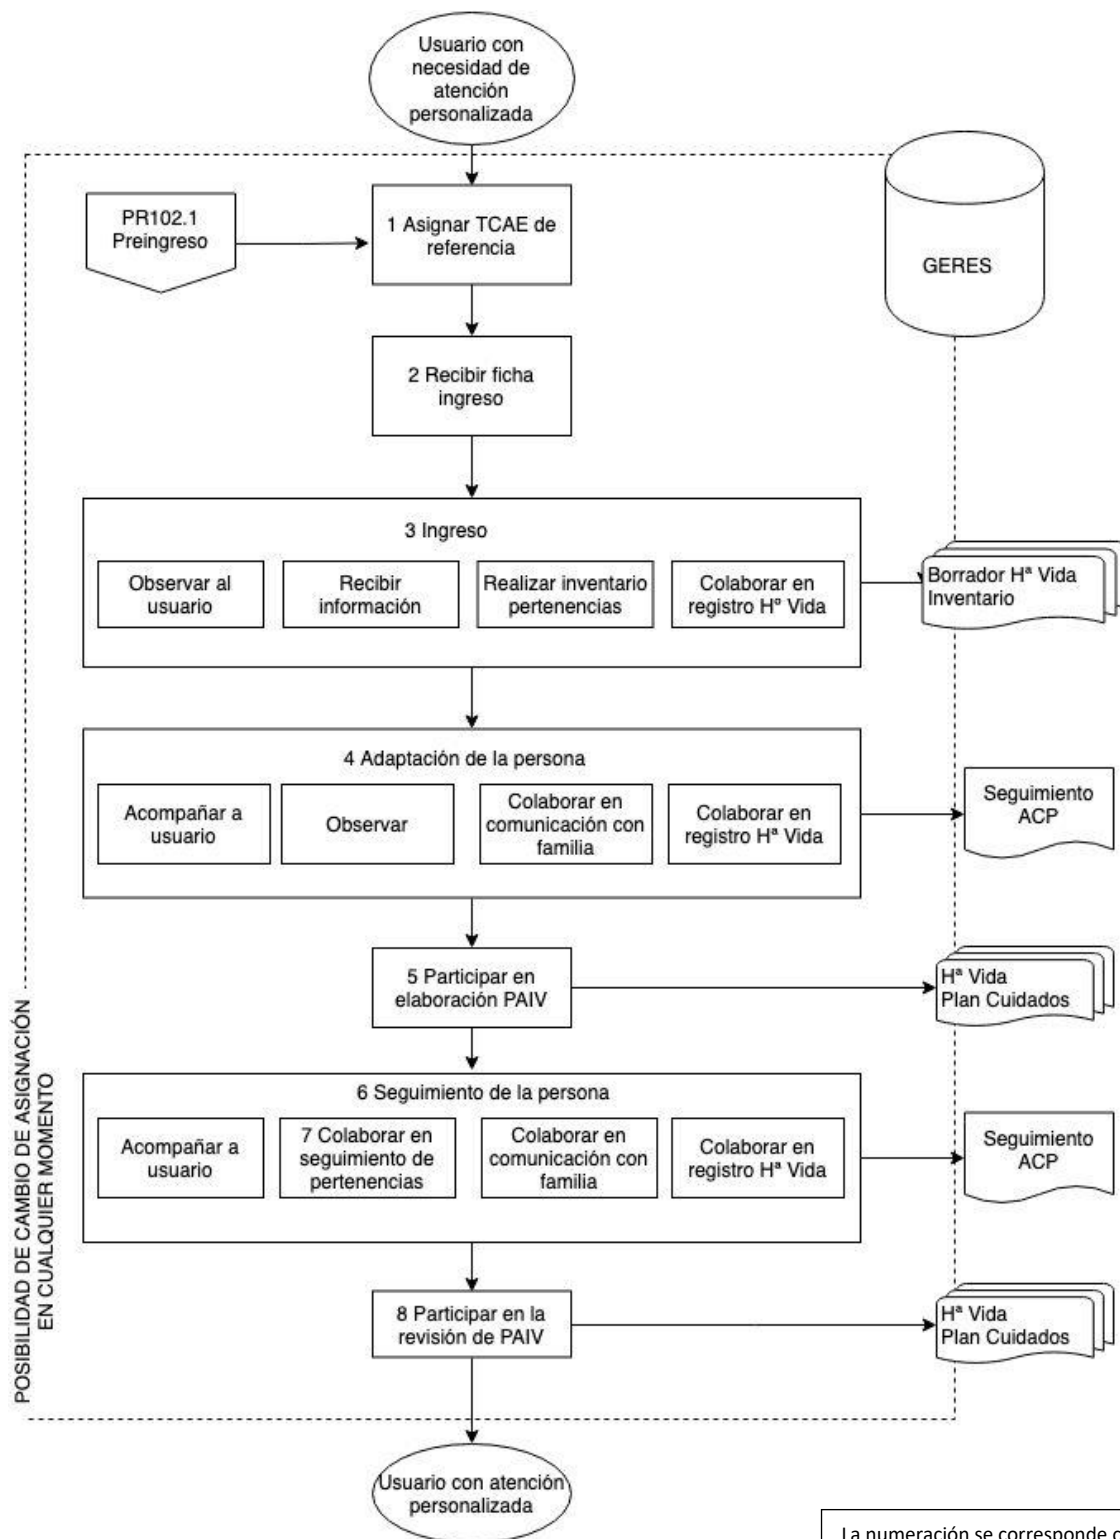 Usuario con
necesidad de
atención
personalizada
PR102.1
Preingreso
1 Asignar TCAE de
referencia
GERES
2 Recibir ficha
ingreso
3 Ingreso
Observar al
usuario
Recibir
información
Realizar inventario
pertenencias
Colaborar en
registro Hº Vida
Borrador Hª Vida
Inventario
4 Adaptación de la persona
Acompañar a
usuario
Observar
Colaborar en
comunicación con
familia
Colaborar en
registro Hª Vida
Seguimiento
ACP
5 Participar en
elaboración PAIV
Hª Vida
Plan Cuidados
6 Seguimiento de la persona
Acompañar a
usuario
7 Colaborar en
seguimiento de
pertenencias
Colaborar en
comunicación con
familia
Colaborar en
registro Hª Vida
Seguimiento
ACP
8 Participar en la
revisión de PAIV
Hª Vida
Plan Cuidados
POSIBILIDAD DE CAMBIO DE ASIGNACIÓN
EN CUALQUIER MOMENTO
Usuario con atención
personalizada
La numeración se corresponde